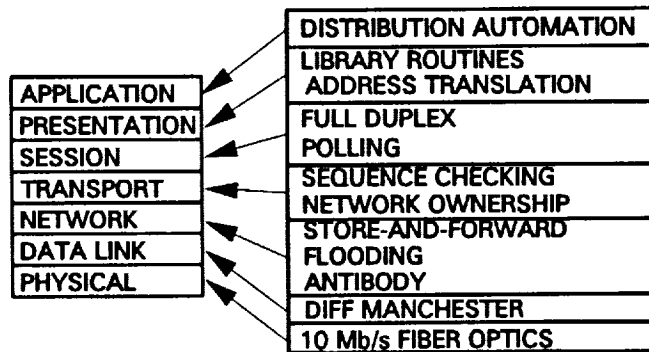 APPLICATION
PRESENTATION
SESSION
TRANSPORT
NETWORK
DATA LINK
PHYSICAL
DISTRIBUTION AUTOMATION
LIBRARY ROUTINES
ADDRESS TRANSLATION
FULL DUPLEX
POLLING
SEQUENCE CHECKING
NETWORK OWNERSHIP
STORE-AND-FORWARD
FLOODING
ANTIBODY
DIFF MANCHESTER
10 Mb/s FIBER OPTICS